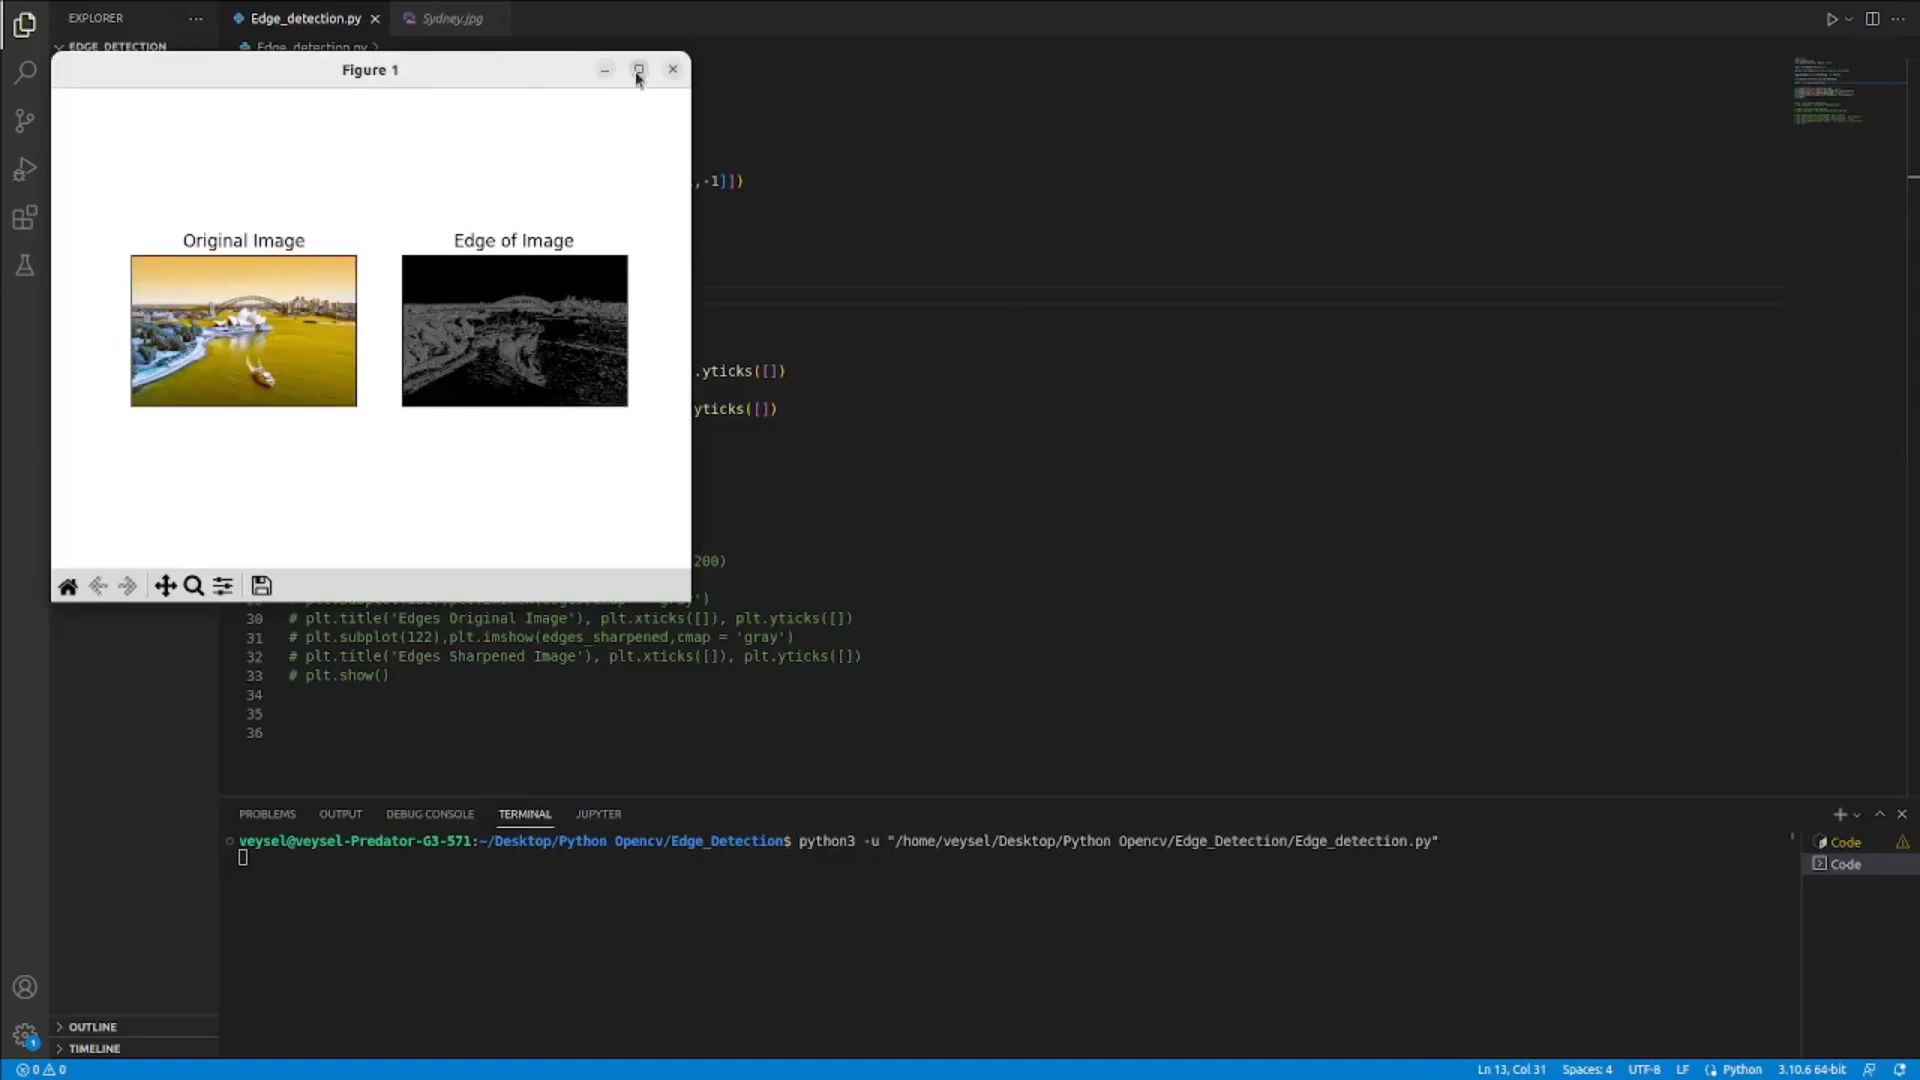 EXPLORER
Edge_detection.py
Sydney.jpg
EDGE_DETECTION
Edge_detection.py
Figure 1
,-1]])
Original Image
Edge of Image
.yticks([])
yticks([])
200)
')
30 # plt.title('Edges Original Image'), plt.xticks([]), plt.yticks([])
31 # plt.subplot(122),plt.imshow(edges_sharpened,cmap = 'gray')
32 # plt.title('Edges Sharpened Image'), plt.xticks([]), plt.yticks([])
33 # plt.show()
34
35
36
PROBLEMS OUTPUT DEBUG CONSOLE TERMINAL JUPYTER
veysel@veysel-Predator-G3-571:~/Desktop/Python Opencv/Edge_Detection$ python3 -u "/home/veysel/Desktop/Python Opencv/Edge_Detection/Edge_detection.py"
Code
Code
1
OUTLINE
TIMELINE
0 0
Ln 13, Col 31 Spaces: 4 UTF-8 LF Python 3.10.6 64-bit